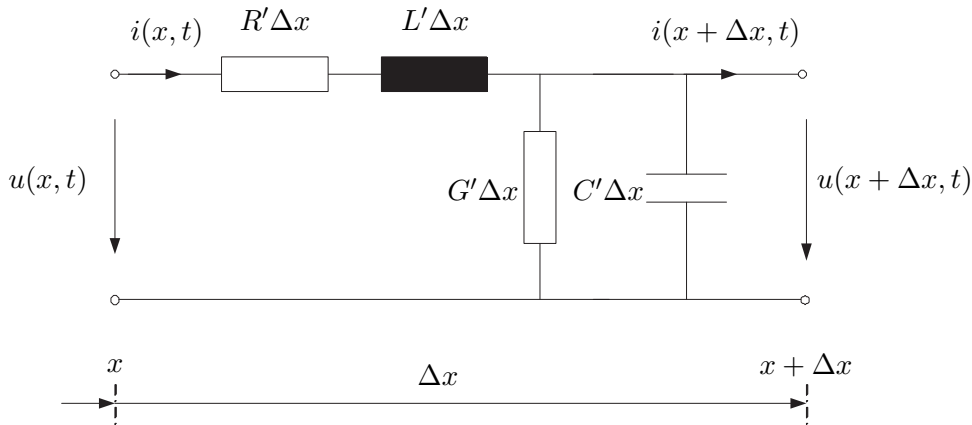 i(x, t) R′Δx L′Δx i(x + Δx, t)
u(x, t) G′Δx C′Δx u(x + Δx, t)
x Δx x + Δx